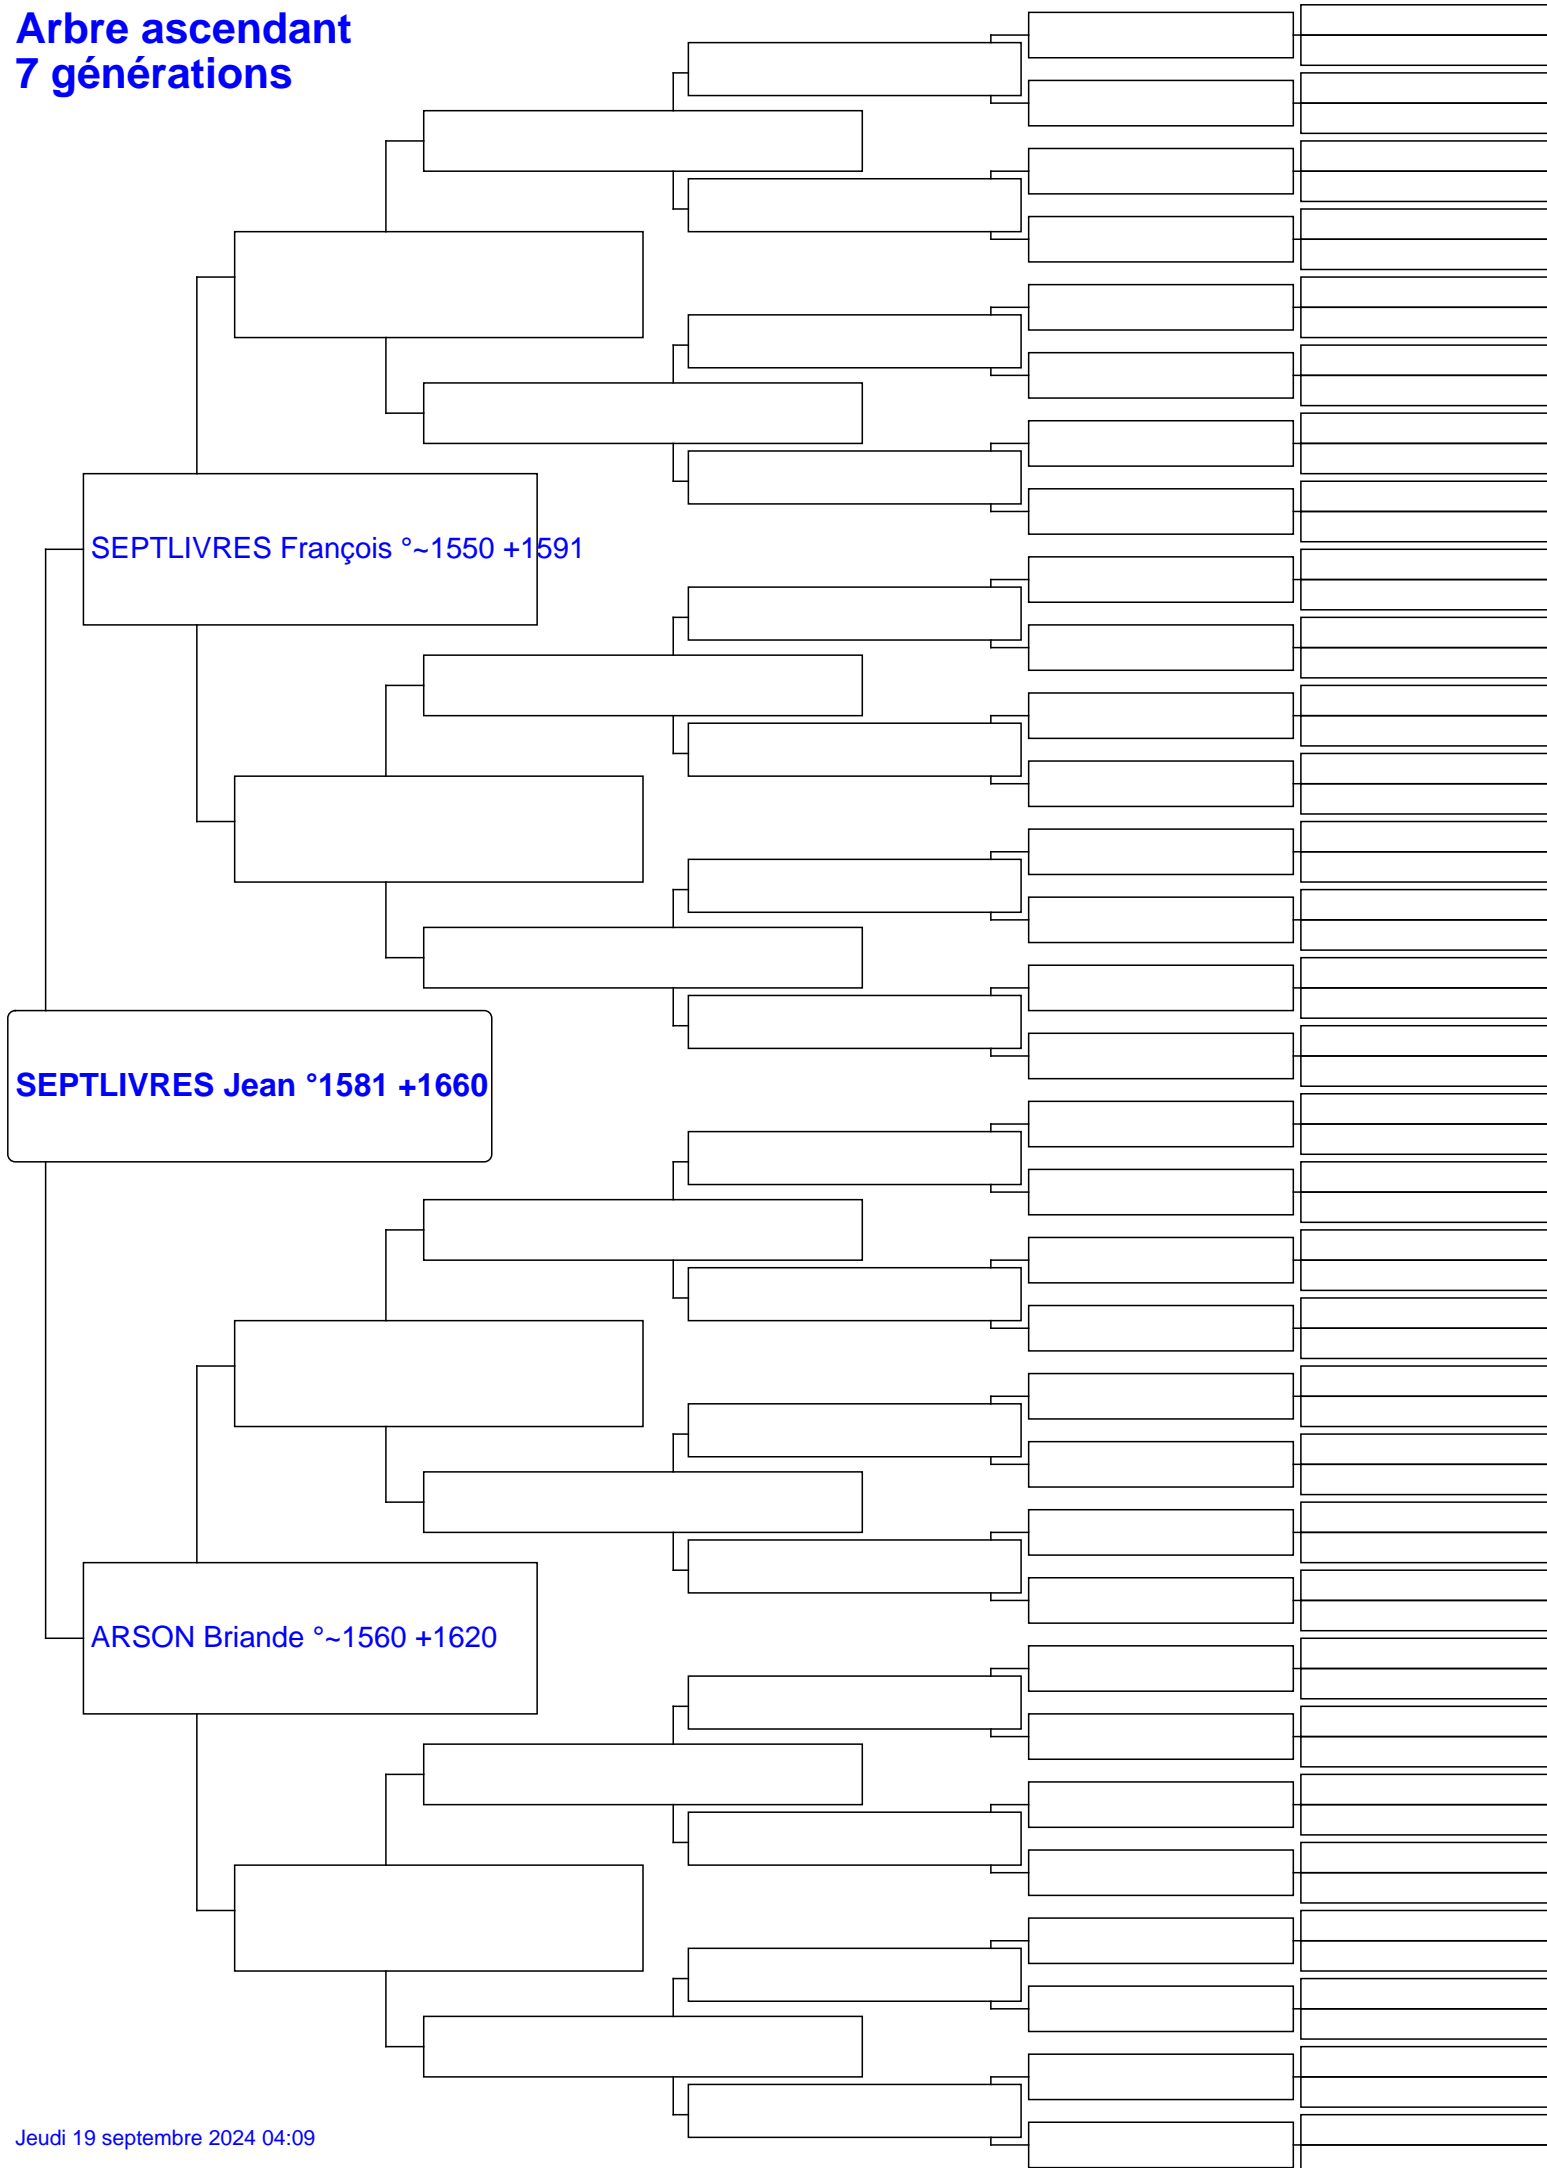 Arbre ascendant
7 générations
SEPTLIVRES François °~1550 +1591
SEPTLIVRES Jean °1581 +1660
ARSON Briande °~1560 +1620
Jeudi 19 septembre 2024 04:09